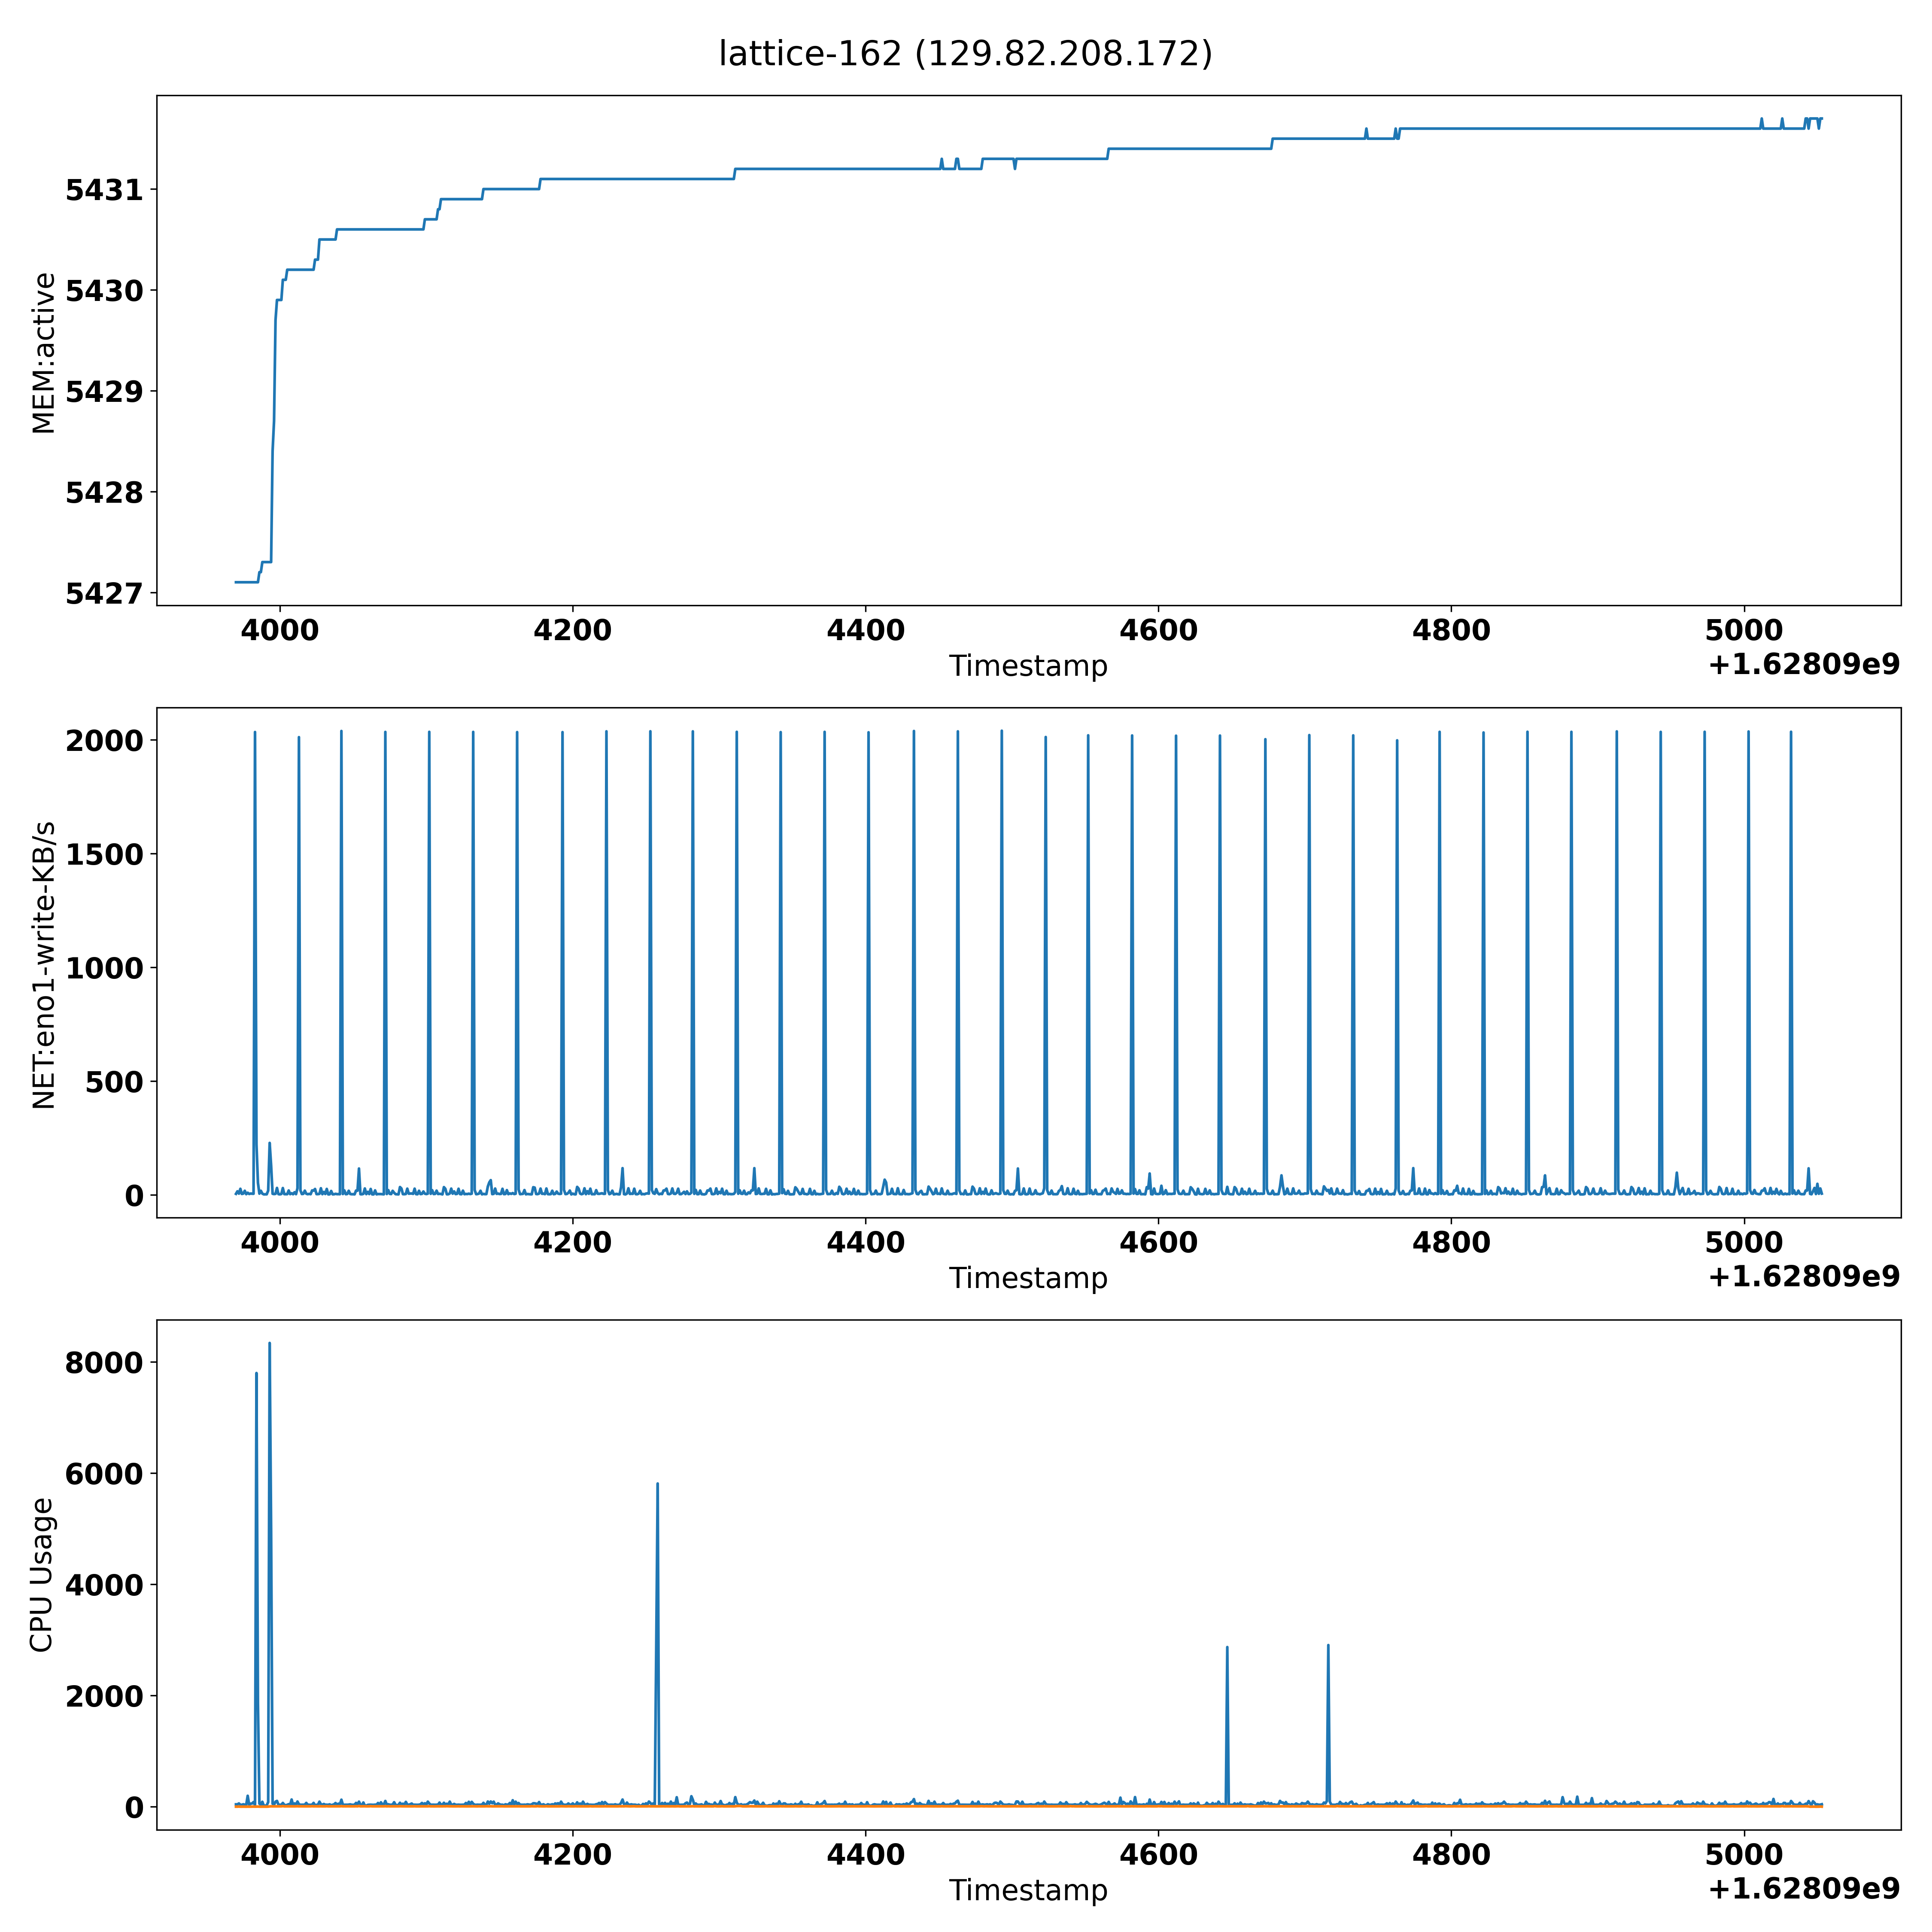 lattice-162 (129.82.208.172)
MEM:active
5431
5430
5429
5428
5427
4000 4200 4400 4600 4800 5000
Timestamp
+1.62809e9
NET:eno1-write-KB/s
2000
1500
1000
500
0
4000 4200 4400 4600 4800 5000
Timestamp
+1.62809e9
CPU Usage
8000
6000
4000
2000
0
4000 4200 4400 4600 4800 5000
Timestamp
+1.62809e9